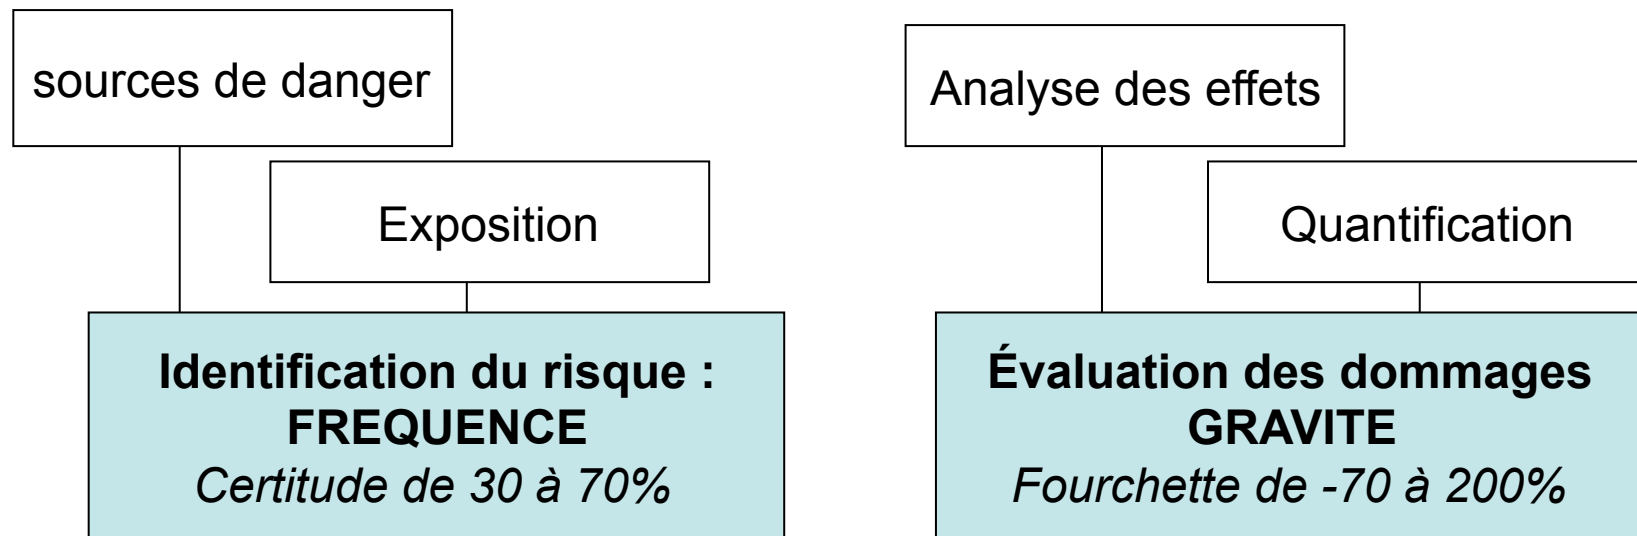 sources de danger
Exposition
Identification du risque :
FREQUENCE
Certitude de 30 à 70%
Analyse des effets
Quantification
Évaluation des dommages
GRAVITE
Fourchette de -70 à 200%